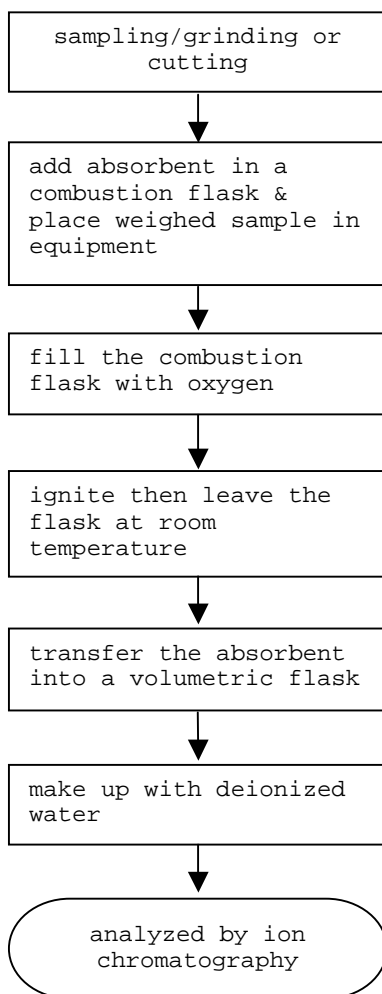 sampling/grinding or
cutting
add absorbent in a
combustion flask &
place weighed sample in
equipment
fill the combustion
flask with oxygen
ignite then leave the
flask at room
temperature
transfer the absorbent
into a volumetric flask
make up with deionized
water
analyzed by ion
chromatography